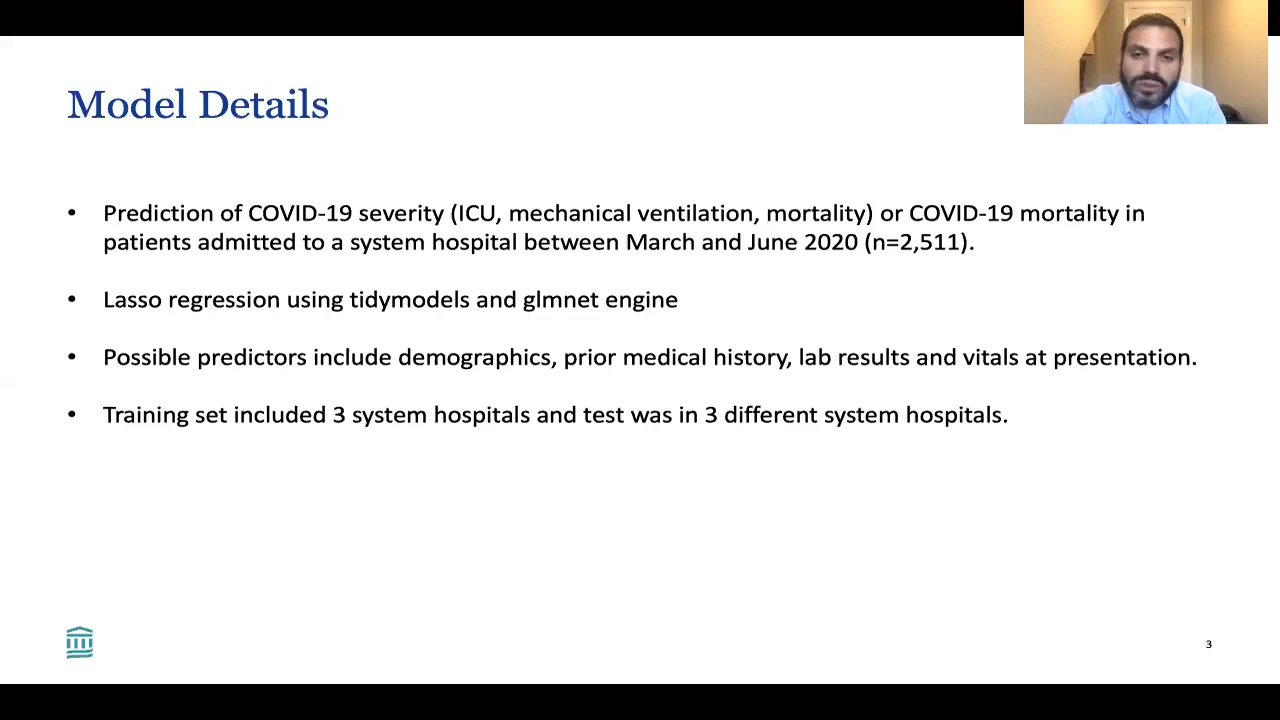 Model Details
• Prediction of COVID-19 severity (ICU, mechanical ventilation, mortality) or COVID-19 mortality in
patients admitted to a system hospital between March and June 2020 (n=2,511).
• Lasso regression using tidymodels and glmnet engine
• Possible predictors include demographics, prior medical history, lab results and vitals at presentation.
• Training set included 3 system hospitals and test was in 3 different system hospitals.
3